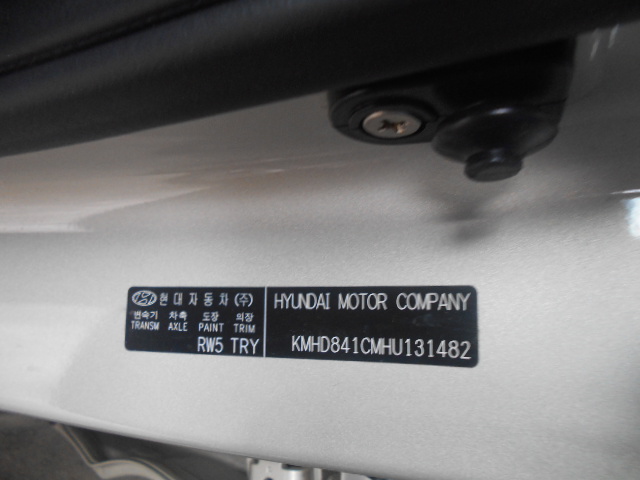 현대자동차(주)
변속기 차축 도장 의장
TRANSM AXLE PAINT TRIM
RW5 TRY
HYUNDAI MOTOR COMPANY
KMHD841CMHU131482